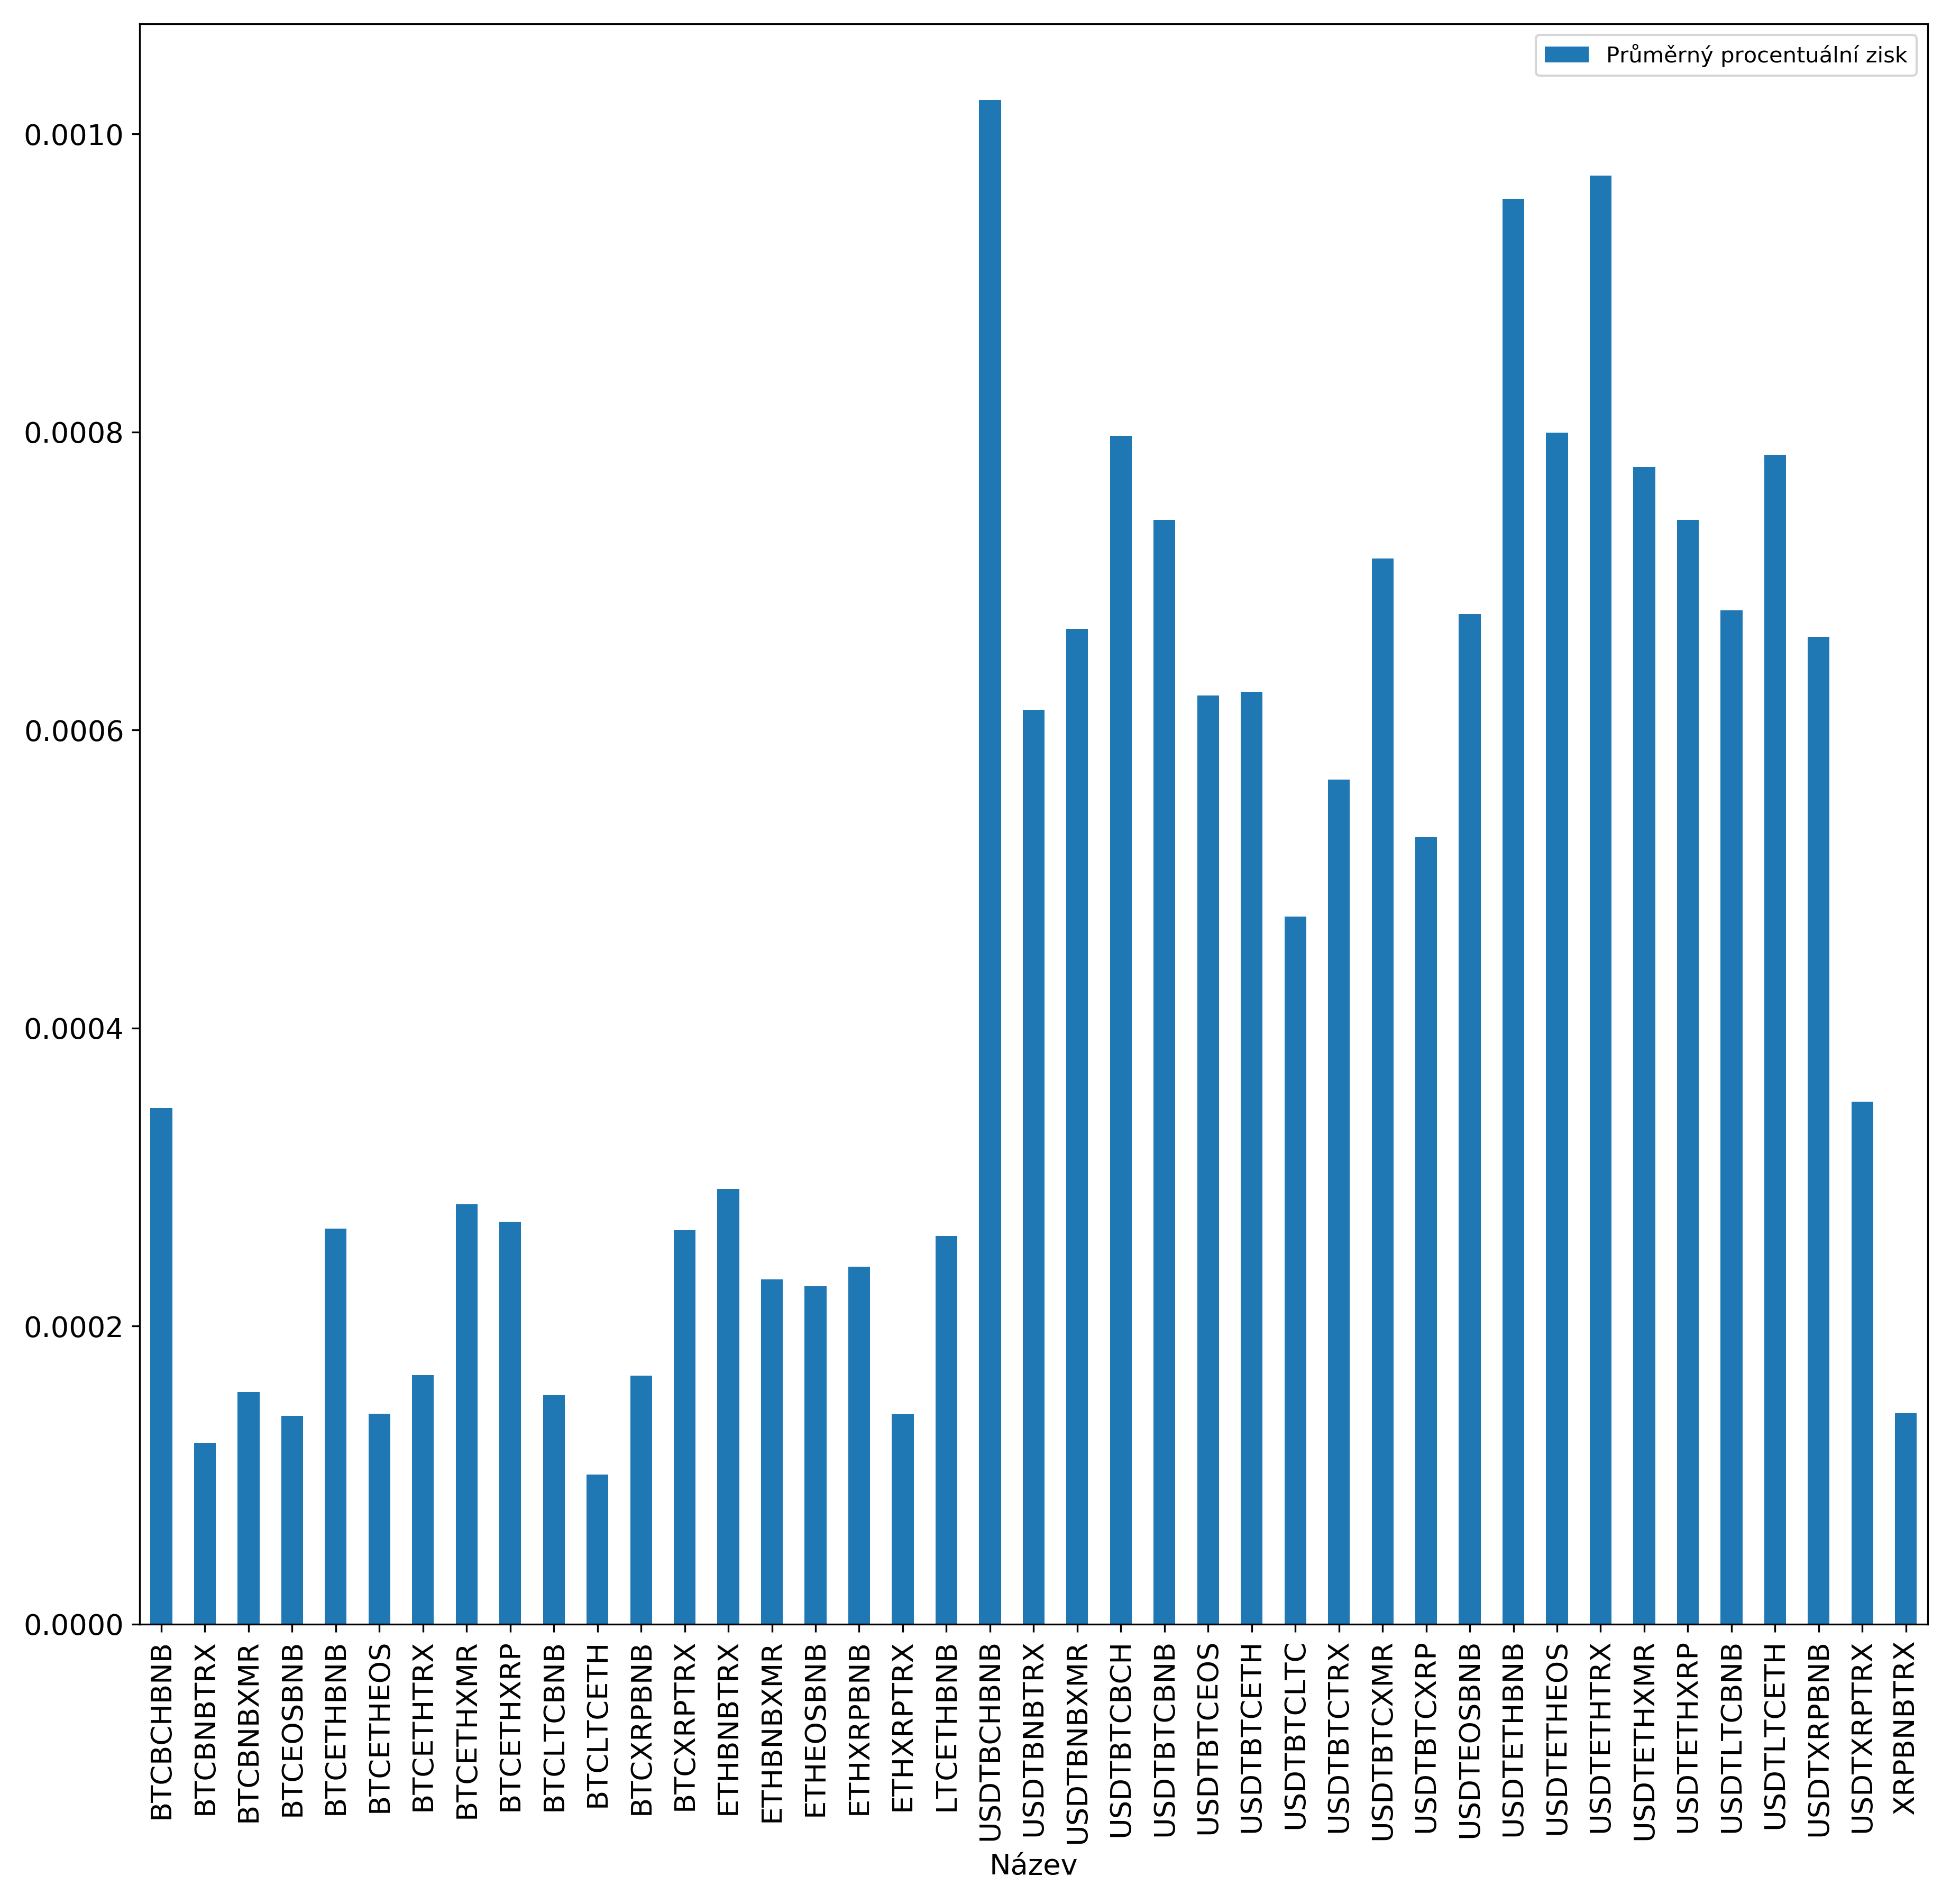 Průměrný procentuální zisk
0.0010
0.0008
0.0006
0.0004
0.0002
0.0000
BTCBCHBNB
BTCBNBTRX
BTCBNBXMR
BTCEOSBNB
BTCETHBNB
BTCETHEOS
BTCETHTRX
BTCETHXMR
BTCETHXRP
BTCLTCBNB
BTCLTCETH
BTCXRPBNB
BTCXRPTRX
ETHBNBTRX
ETHBNBXMR
ETHEOSBNB
ETHXRPBNB
ETHXRPTRX
LTCETHBNB
USDTBCHBNB
USDTBNBTRX
USDTBNBXMR
USDTBTCBCH
USDTBTCBNB
USDTBTCEOS
USDTBTCETH
USDTBTCLTC
USDTBTCTRX
USDTBTCXMR
USDTBTCXRP
USDTEOSBNB
USDTETHBNB
USDTETHEOS
USDTETHTRX
USDTETHXMR
USDTETHXRP
USDTLTCBNB
USDTLTCETH
USDTXRPBNB
USDTXRPTRX
XRPBNBTRX
Název